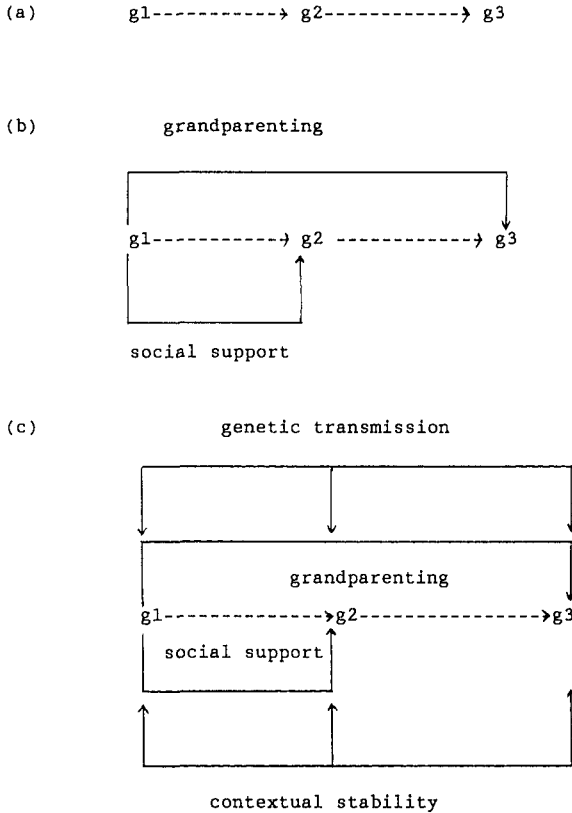 (a) g1 g2 g3
(b) grandparenting
g1 g2 g3
social support
(c) genetic transmission
grandparenting
g1 g2 g3
social support
contextual stability